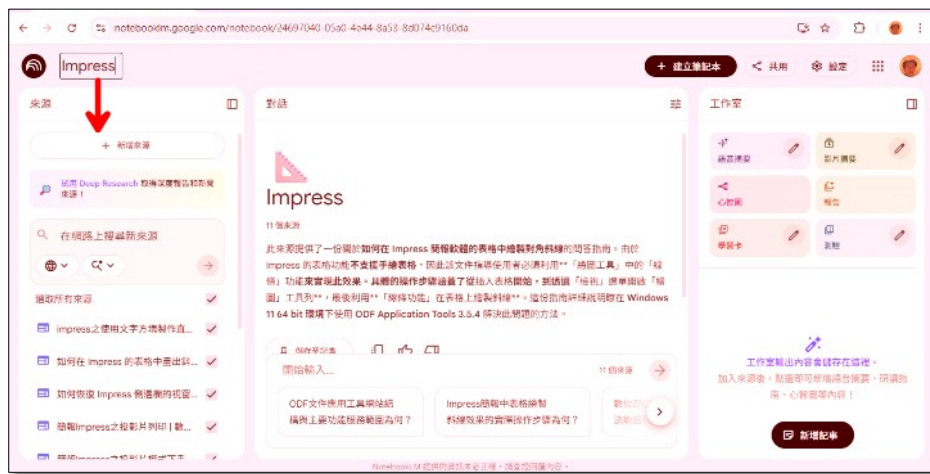 notebooklm.google.com/notebook/24697040-05a0-4a44-8a53-8d074c9160da
Impress
+ 建立筆記本
共用
設定
來源
+ 新增來源
試用 Deep Research 取得深度報告和新聞
來源！
在網路上搜尋新來源
選取所有來源
impress之使用文字方塊製作直...
如何在 Impress 的表格中畫出斜...
如何恢復 Impress 側邊欄的視窗...
簡報Impress之投影片列印 | 數...
對話
Impress
11 個來源
此來源提供了一份關於如何在 Impress 簡報軟體的表格中繪製對角斜線的問答指南。由於
Impress 的表格功能不支援手繪表格，因此該文件指導使用者必須利用**「繪圖工具」中的「線
條」功能來實現此效果。具體的操作步驟涵蓋了從插入表格開始，到透過「檢視」選單開啟「繪
圖」工具列**，最後利用**「線條功能」在表格上繪製斜線**。這份指南詳細說明瞭在 Windows
11 64 bit 環境下使用 ODF Application Tools 3.5.4 解決此問題的方法。
儲存至記事
開始輸入...
11 個來源
ODF文件應用工具網站結
構與主要功能服務範圍為何？
Impress簡報中表格繪製
斜線效果的實際操作步驟為何？
NotebookLM 提供的資訊未必正確，請查證回覆內容。
工作室
語音摘要
影片摘要
心智圖
報告
學習卡
測驗
工作室輸出內容會儲存在這裡。
加入來源後，點選即可新增語音摘要、研讀指
南、心智圖等內容！
新增記事